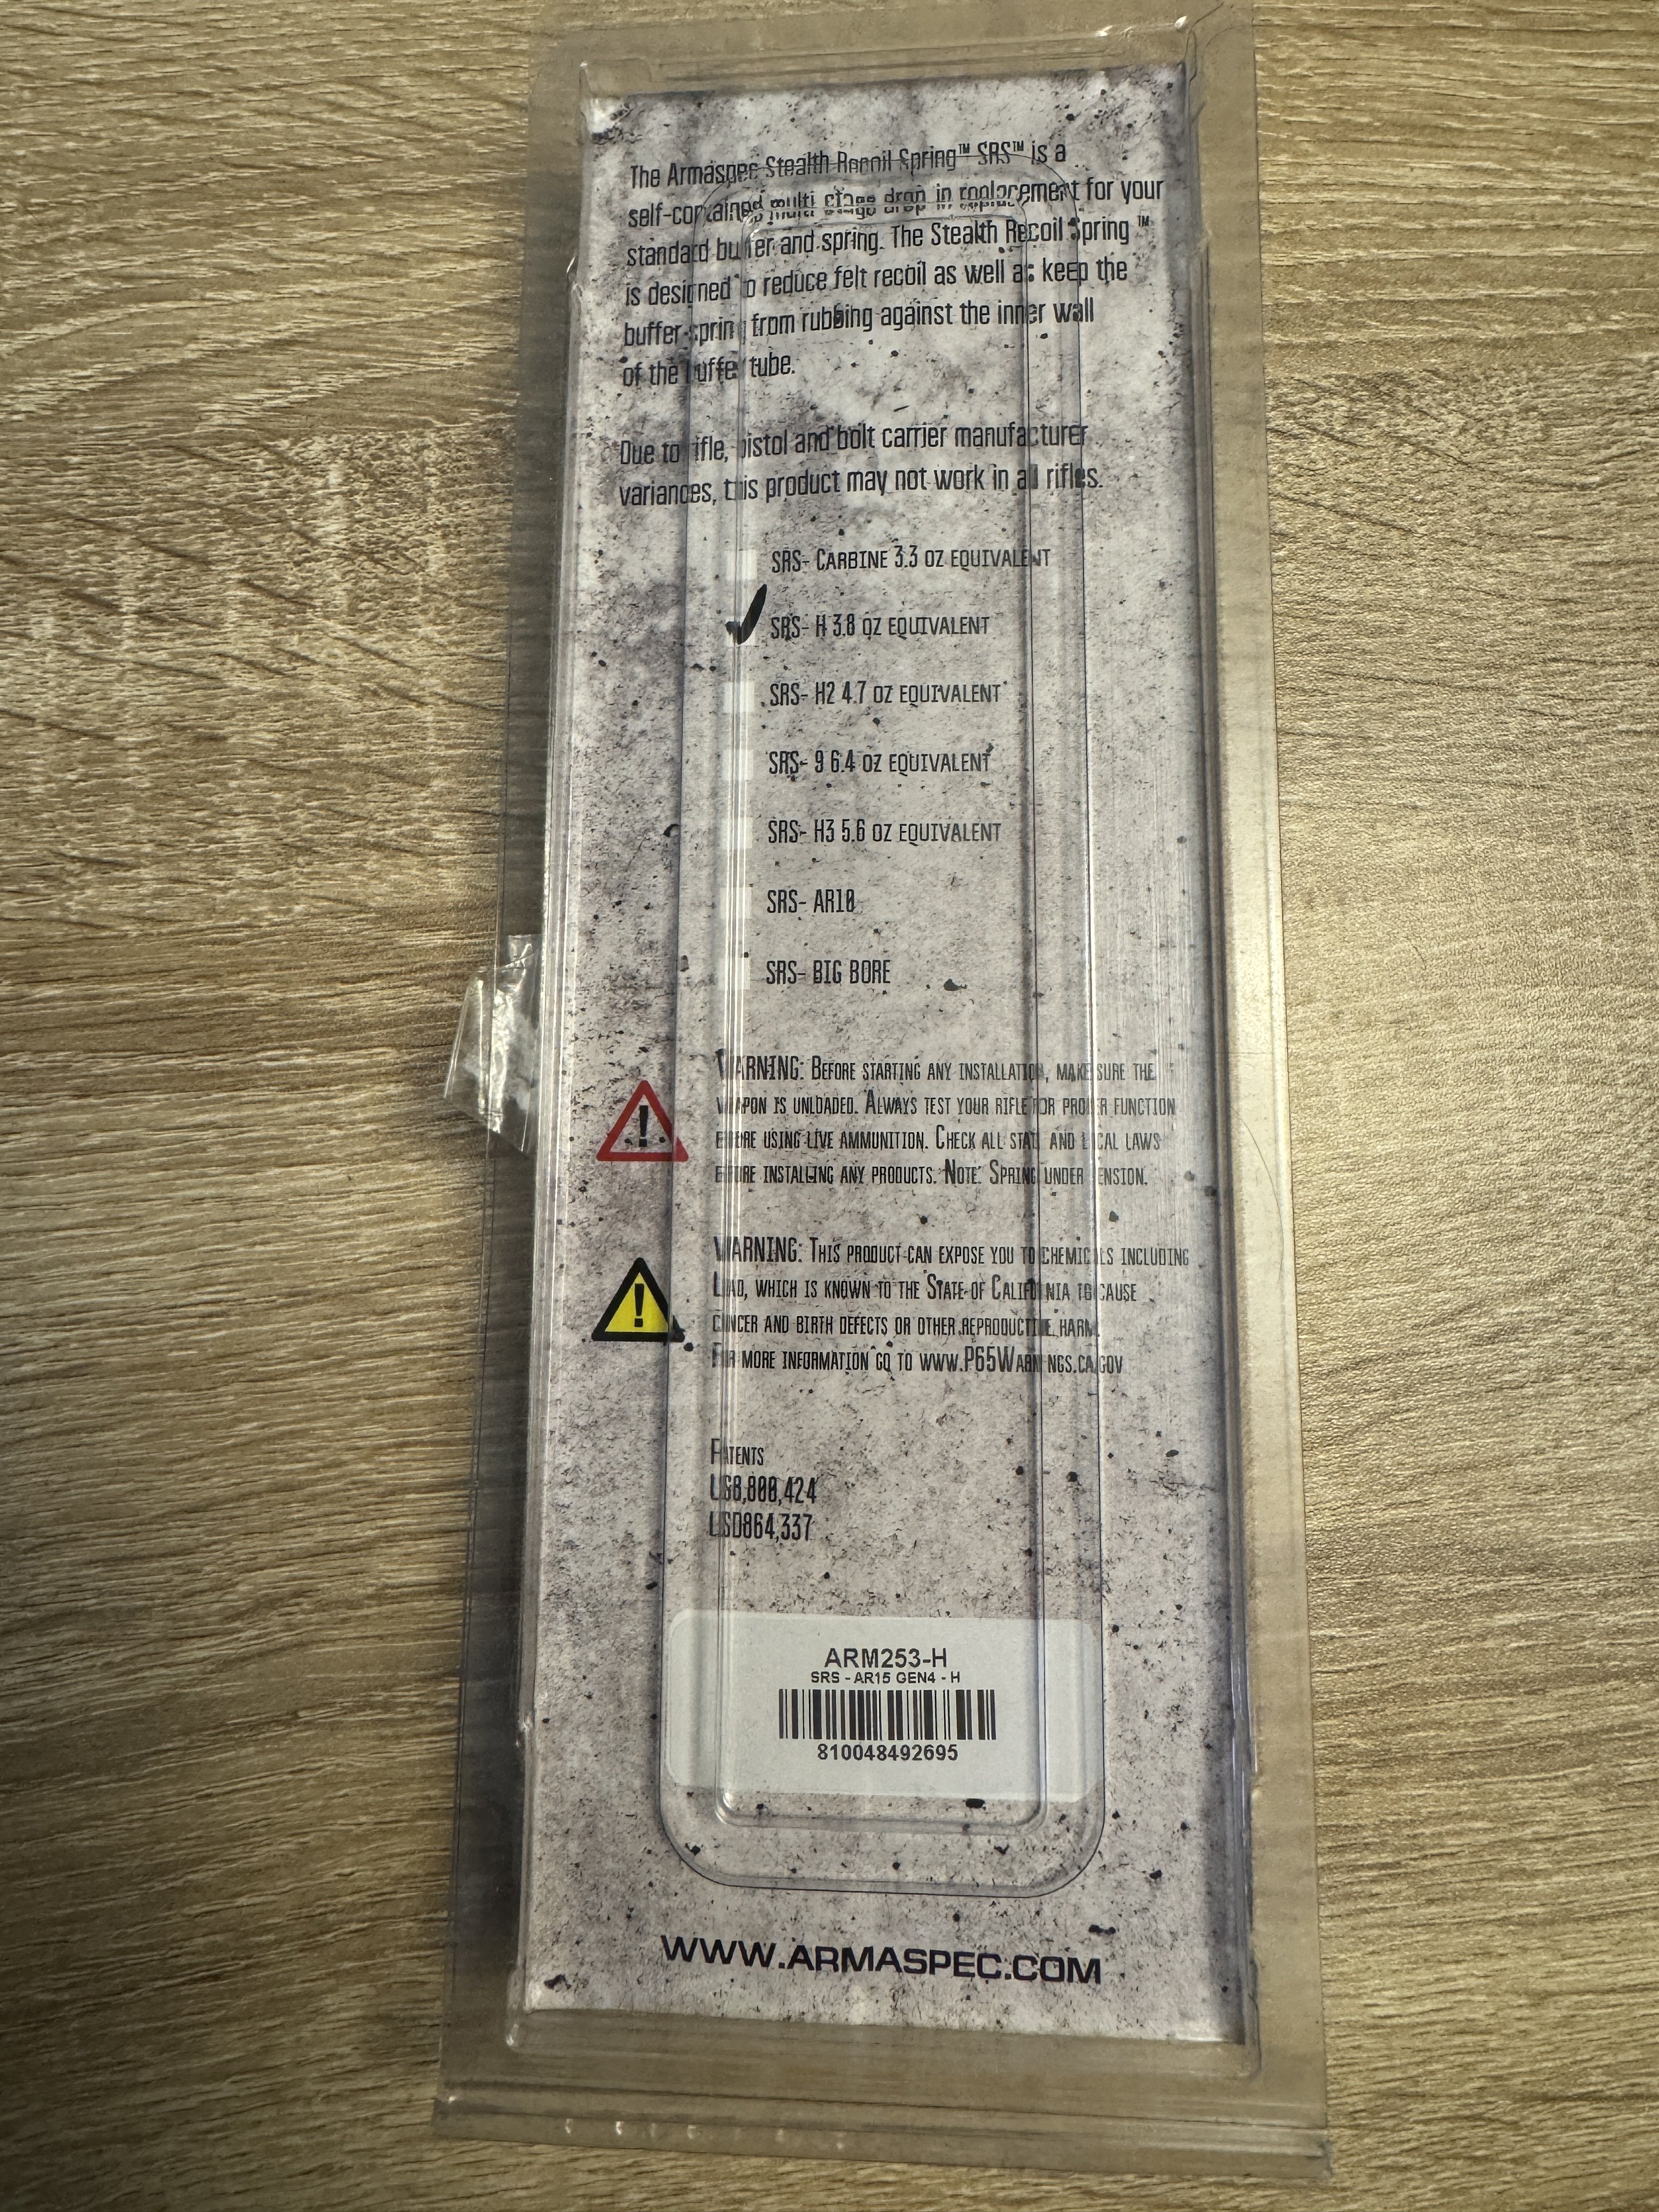 The Armaspec Stealth Recoil Spring™ SRS™ is a
self-contained multi stage drop in replacement for your
standard buffer and spring. The Stealth Recoil Spring™
is designed to reduce felt recoil as well as keep the
buffer spring from rubbing against the inner wall
of the buffer tube.
Due to rifle, pistol and bolt carrier manufacturer
variances, this product may not work in all rifles.
SRS- CARBINE 3.3 OZ EQUIVALENT
SRS- H 3.8 OZ EQUIVALENT
SRS- H2 4.7 OZ EQUIVALENT
SRS- 9 6.4 OZ EQUIVALENT
SRS- H3 5.6 OZ EQUIVALENT
SRS- AR10
SRS- BIG BORE
WARNING: BEFORE STARTING ANY INSTALLATION, MAKE SURE THE
WEAPON IS UNLOADED. ALWAYS TEST YOUR RIFLE FOR PROPER FUNCTION
BEFORE USING LIVE AMMUNITION. CHECK ALL STATE AND LOCAL LAWS
BEFORE INSTALLING ANY PRODUCTS. NOTE: SPRING UNDER TENSION.
WARNING: THIS PRODUCT CAN EXPOSE YOU TO CHEMICALS INCLUDING
LEAD, WHICH IS KNOWN TO THE STATE OF CALIFORNIA TO CAUSE
CANCER AND BIRTH DEFECTS OR OTHER REPRODUCTIVE HARM.
FOR MORE INFORMATION GO TO WWW.P65WARNINGS.CA.GOV
PATENTS
US8,800,424
USD864,337
ARM253-H
SRS - AR15 GEN4 - H
810048492695
WWW.ARMASPEC.COM